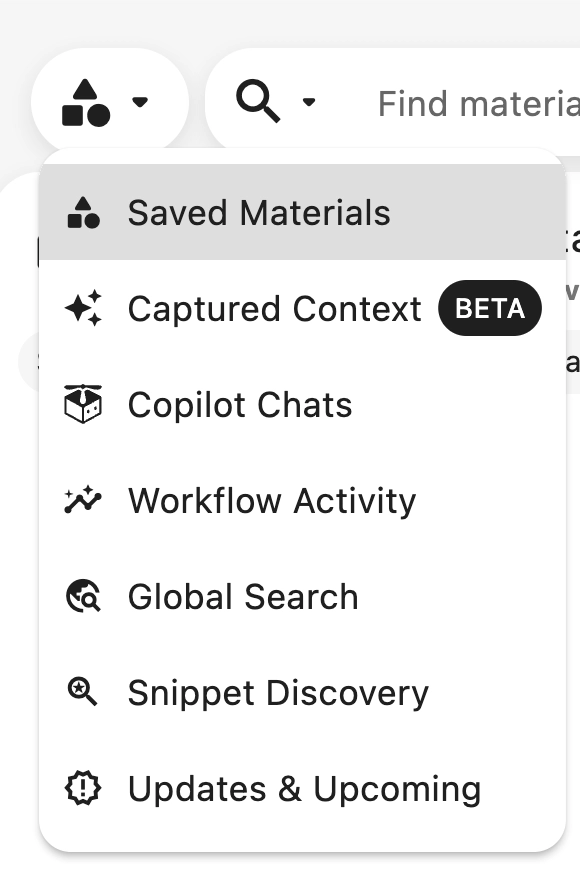 Find materia
Saved Materials
Captured Context BETA
Copilot Chats
Workflow Activity
Global Search
Snippet Discovery
Updates & Upcoming